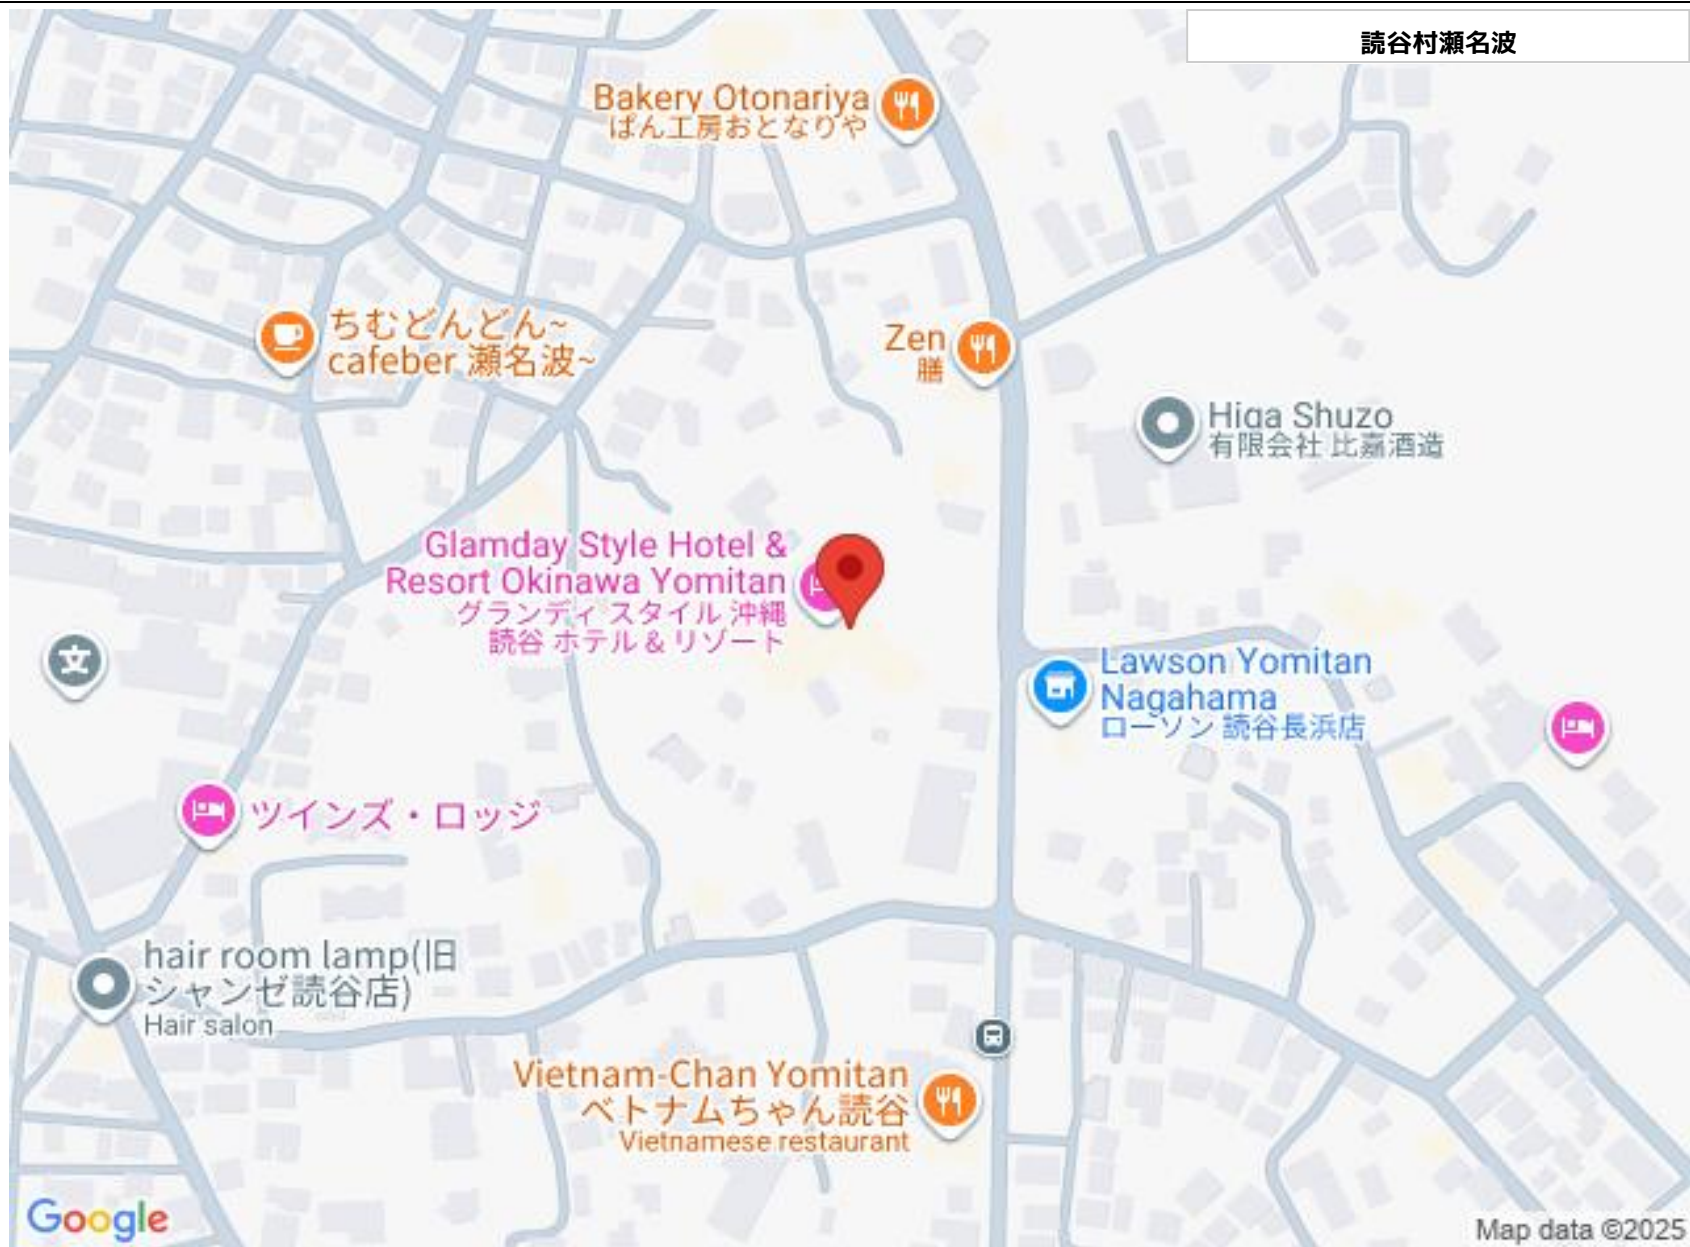 読谷村瀬名波
Bakery Otonariya
ぱん工房おとなりや
ちむどんどん~
cafeber 瀬名波~
Zen
膳
Higa Shuzo
有限会社 比嘉酒造
Glamday Style Hotel &
Resort Okinawa Yomitan
グランディ スタイル 沖縄
読谷 ホテル & リゾート
文
Lawson Yomitan
Nagahama
ローソン 読谷長浜店
ツインズ・ロッジ
hair room lamp(旧
シャンゼ読谷店)
Hair salon
Vietnam-Chan Yomitan
ベトナムちゃん読谷
Vietnamese restaurant
Google
Map data ©2025